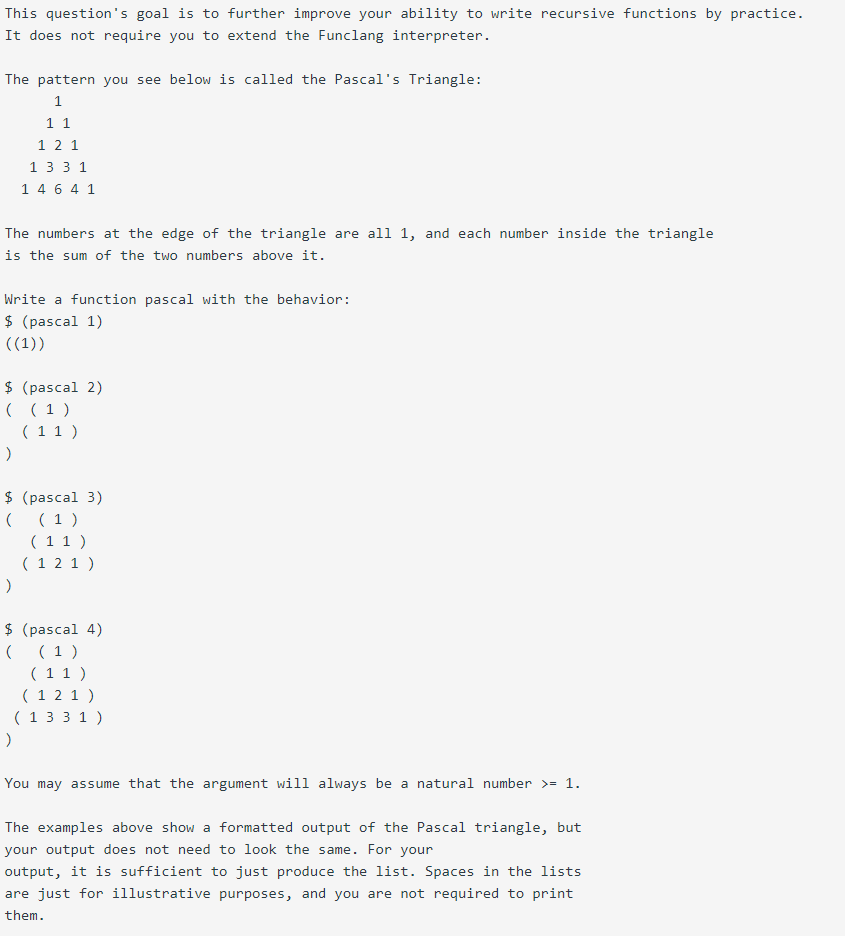 This question's goal is to further improve your ability to write recursive functions by practice.
It does not require you to extend the Funclang interpreter.

The pattern you see below is called the Pascal's Triangle:
      1
     1 1
    1 2 1
   1 3 3 1
  1 4 6 4 1

The numbers at the edge of the triangle are all 1, and each number inside the triangle
is the sum of the two numbers above it.

Write a function pascal with the behavior:
$ (pascal 1)
((1))

$ (pascal 2)
(  ( 1 )
  ( 1 1 )
)

$ (pascal 3)
(   ( 1 )
   ( 1 1 )
  ( 1 2 1 )
)

$ (pascal 4)
(   ( 1 )
   ( 1 1 )
  ( 1 2 1 )
 ( 1 3 3 1 )
)

You may assume that the argument will always be a natural number >= 1.

The examples above show a formatted output of the Pascal triangle, but
your output does not need to look the same. For your
output, it is sufficient to just produce the list. Spaces in the lists
are just for illustrative purposes, and you are not required to print
them.